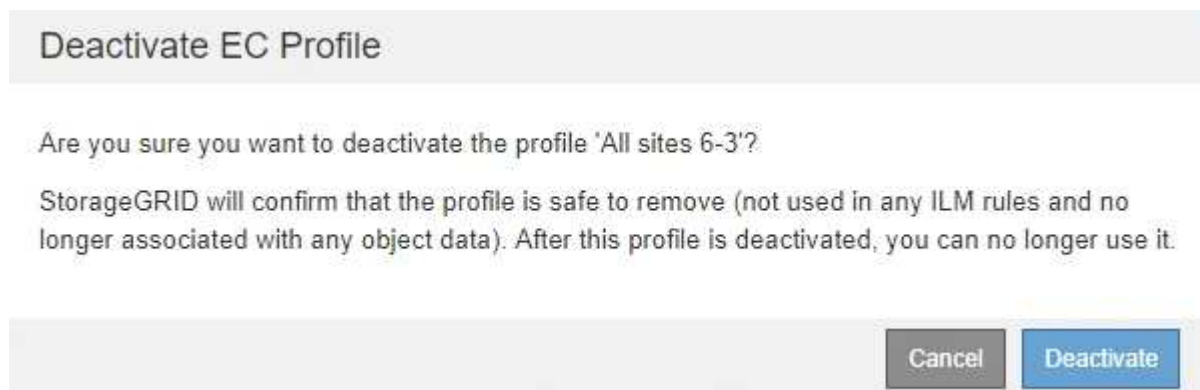 Deactivate EC Profile
Are you sure you want to deactivate the profile 'All sites 6-3'?
StorageGRID will confirm that the profile is safe to remove (not used in any ILM rules and no
longer associated with any object data). After this profile is deactivated, you can no longer use it.
Cancel Deactivate